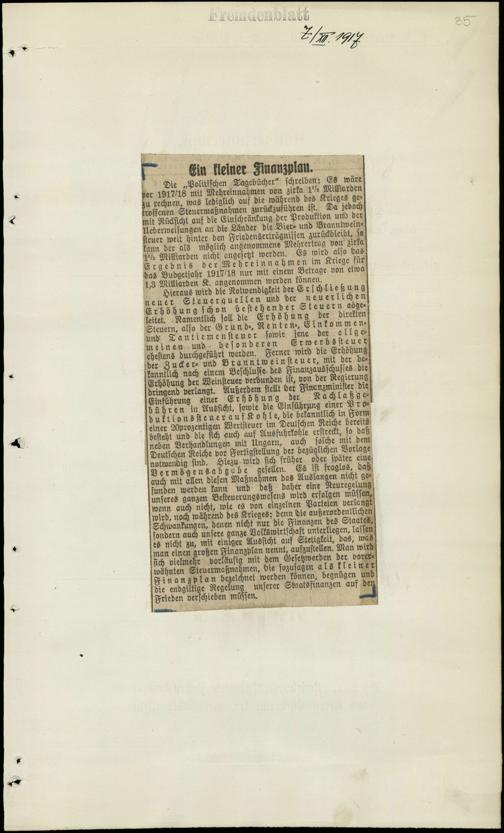 Fremdenblatt
35
7/XII. 1917
Ein kleiner Finanzplan.
Die „Politischen Tagebücher“ schreiben: Es wäre
per 1917/18 mit Mehreinnahmen von zirka 1⅕ Milliarden
zu rechnen, was lediglich auf die während des Krieges ge-
troffenen Steuermaßnahmen zurückzuführen ist. Da jedoch
mit Rücksicht auf die Einschränkung der Produktion und der
Ueberweisungen an die Länder die Bier- und Branntwein-
steuer weit hinter den Friedenserträgnissen zurückbleibt, so
kann der als möglich angenommene Mehrertrag von zirka
Milliarden nicht angesetzt werden. Es wird also das
Ergebnis der Mehreinnahmen im Kriege für
das Budgetjahr 1917/18 nur mit einem Betrage von etwa
1,3 Milliarden K. angenommen werden können.
Hieraus wird die Notwendigkeit der Erschließung
neuer Steuerquellen und der neuerlichen
Erhöhung schon bestehender Steuern abge-
leitet. Namentlich soll die Erhöhung der direkten
Steuern, also der Grund-, Renten-, Einkommen-
und Tantiemensteuer sowie jene der allge-
meinen und besonderen Erwerbsteuer
ehestens durchgeführt werden. Ferner wird die Erhöhung
der Zucker- und Branntweinsteuer, mit der be-
kanntlich nach einem Beschlusse des Finanzausschusses die
Erhöhung der Weinsteuer verbunden ist, von der Regierung
dringend verlangt. Außerdem stellt der Finanzminister die
Einführung einer Erhöhung der Nachlaßge-
bühren in Aussicht, sowie die Einführung einer Pro-
duktionssteuer auf Kohle, die bekanntlich in Form
einer 20prozentigen Wertsteuer im Deutschen Reiche bereits
besteht und die sich auch auf Ausfuhrkohle erstreckt, so daß
neben Verhandlungen mit Ungarn, auch solche mit dem
Deutschen Reiche vor Fertigstellung der bezüglichen Vorlage
notwendig sind. Hiezu wird sich früher oder später eine
Vermögensabgabe gesellen. Es ist fraglos, daß
auch mit allen diesen Maßnahmen das Auslangen nicht ge-
funden werden kann und daß daher eine Neuregelung
unseres ganzen Besteuerungswesens wird erfolgen müssen,
wenn auch nicht, wie es von einzelnen Parteien verlangt
wird, noch während des Krieges; denn die außerordentlichen
Schwankungen, denen nicht nur die Finanzen des Staates,
sondern auch unsere ganze Volkswirtschaft unterliegen, lassen
es nicht zu, mit einiger Aussicht auf Stetigkeit, das, was
man einen großen Finanzplan nennt, aufzustellen. Man wird
sich vielmehr vorläufig mit dem Gesetzwerden der vorer-
wähnten Steuermaßnahmen, die sozusagen als kleiner
Finanzplan bezeichnet werden können, begnügen und
die endgiltige Regelung unserer Staatsfinanzen auf den
Frieden verschieben müssen.